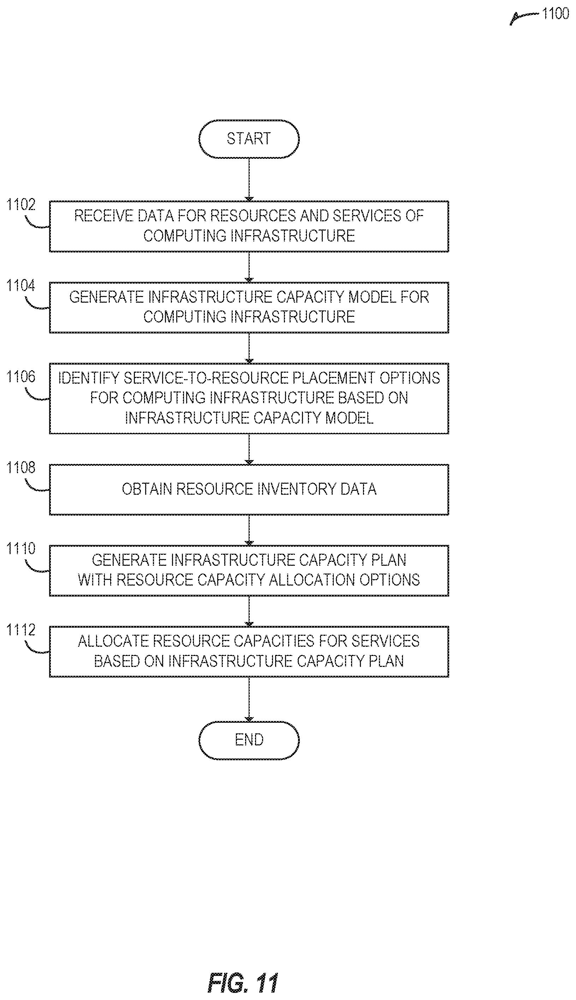 1100
START
1102
RECEIVE DATA FOR RESOURCES AND SERVICES OF
COMPUTING INFRASTRUCTURE
1104
GENERATE INFRASTRUCTURE CAPACITY MODEL FOR
COMPUTING INFRASTRUCTURE
1106
IDENTIFY SERVICE-TO-RESOURCE PLACEMENT OPTIONS
FOR COMPUTING INFRASTRUCTURE BASED ON
INFRASTRUCTURE CAPACITY MODEL
1108
OBTAIN RESOURCE INVENTORY DATA
1110
GENERATE INFRASTRUCTURE CAPACITY PLAN
WITH RESOURCE CAPACITY ALLOCATION OPTIONS
1112
ALLOCATE RESOURCE CAPACITIES FOR SERVICES
BASED ON INFRASTRUCTURE CAPACITY PLAN
END
FIG. 11